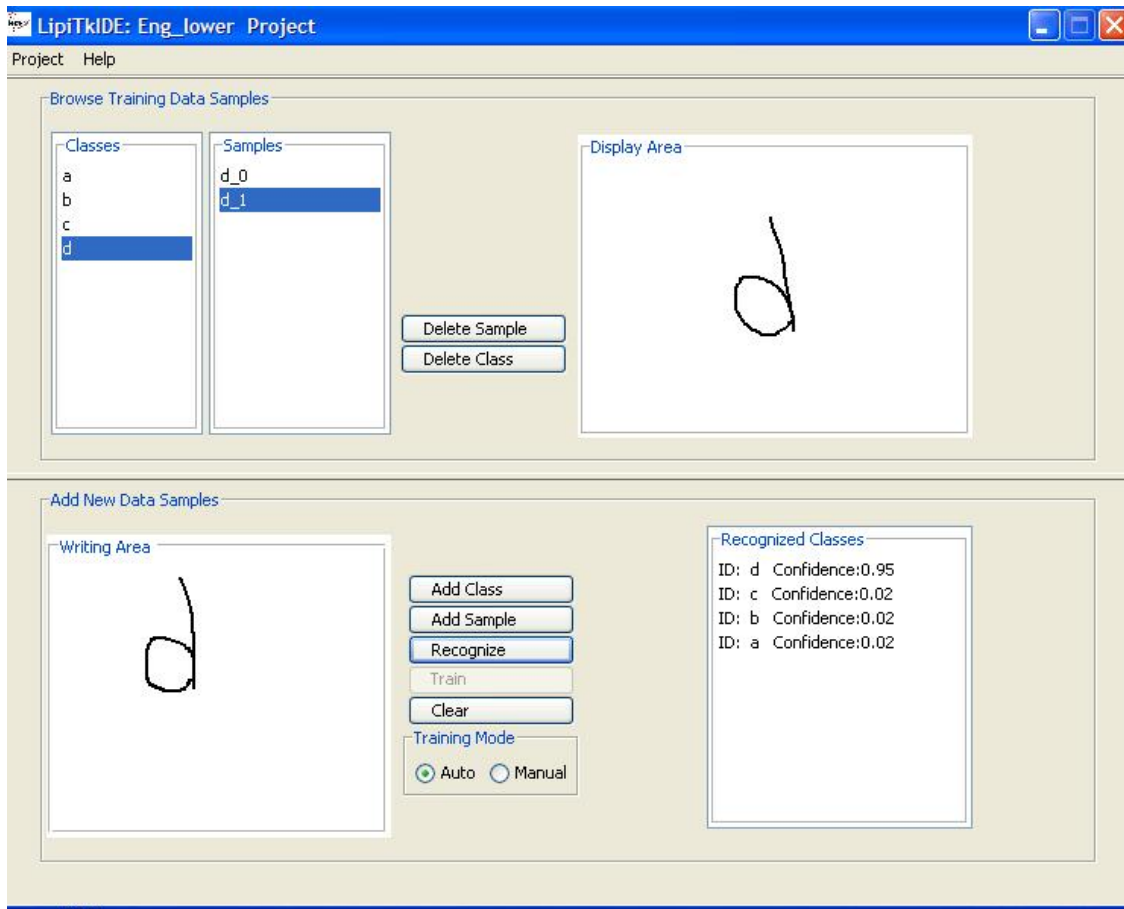 LipiTkIDE: Eng_lower Project
Project Help
Browse Training Data Samples
Classes
a
b
c
d
Samples
d_0
d_1
Delete Sample
Delete Class
Display Area
d
Add New Data Samples
Writing Area
d
Add Class
Add Sample
Recognize
Train
Clear
Training Mode
Auto Manual
Recognized Classes
ID: d Confidence:0.95
ID: c Confidence:0.02
ID: b Confidence:0.02
ID: a Confidence:0.02